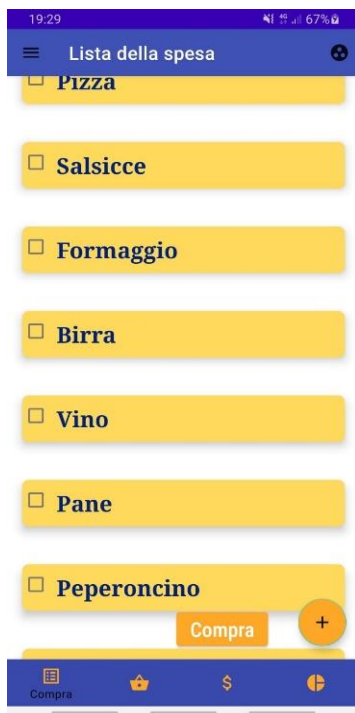 19:29 67%
Lista della spesa
Pizza
Salsicce
Formaggio
Birra
Vino
Pane
Peperoncino
Compra
+
$
Compra